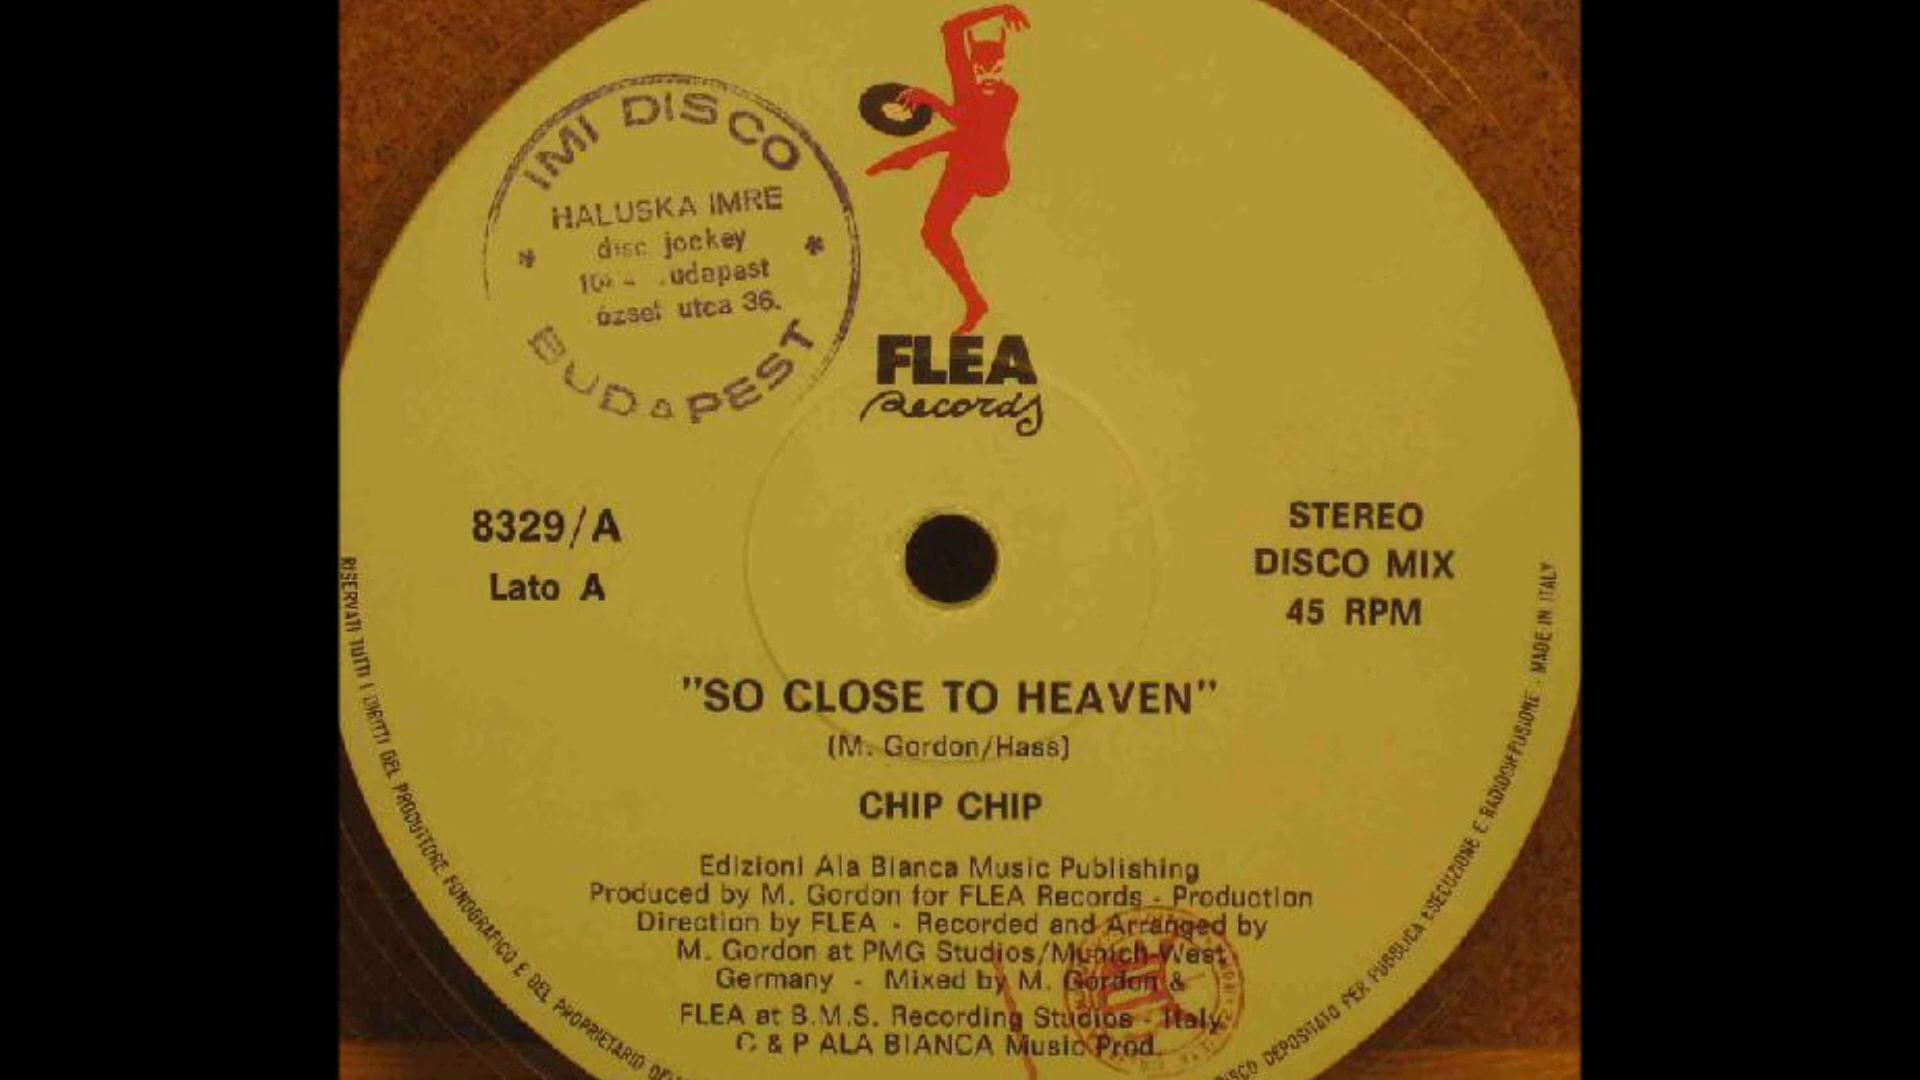 IMI DISCO
HALUSKA IMRE
disc jockey
BUDAPEST
utca 36.
FLEA
Records
8329/A
Lato A
STEREO
DISCO MIX
45 RPM
"SO CLOSE TO HEAVEN"
(M. Gordon/Hass)
CHIP CHIP
Edizioni Ala Bianca Music Publishing
Produced by M. Gordon for FLEA Records - Production
Direction by FLEA - Recorded and Arranged by
M. Gordon at PMG Studios/Munich-West
Germany - Mixed by M. Gordon &
FLEA at B.M.S. Recording Studios - Italy
C & P ALA BIANCA Music Prod.
RISERVATI TUTTI I DIRITTI DEL PRODUTTORE FONOGRAFICO E DEL PROPRIETARIO
DEPOSITATO PER PUBBLICA ESECUZIONE E RADIODIFFUSIONE - MADE IN ITALY